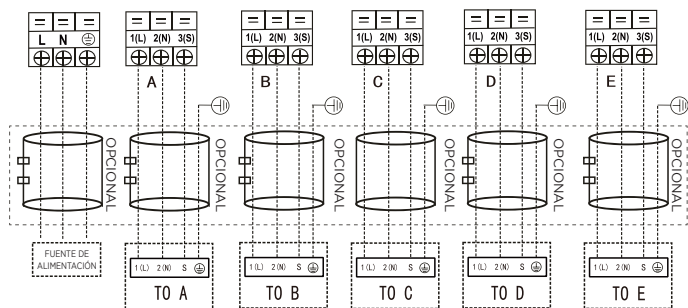 L N
1(L) 2(N) 3(S)
1(L) 2(N) 3(S)
1(L) 2(N) 3(S)
1(L) 2(N) 3(S)
1(L) 2(N) 3(S)
A
B
C
D
E
OPCIONAL
OPCIONAL
OPCIONAL
OPCIONAL
OPCIONAL
OPCIONAL
FUENTE DE
ALIMENTACIÓN
1(L) 2(N) S
TO A
1(L) 2(N) S
TO B
1(L) 2(N) S
TO C
1(L) 2(N) S
TO D
1(L) 2(N) S
TO E